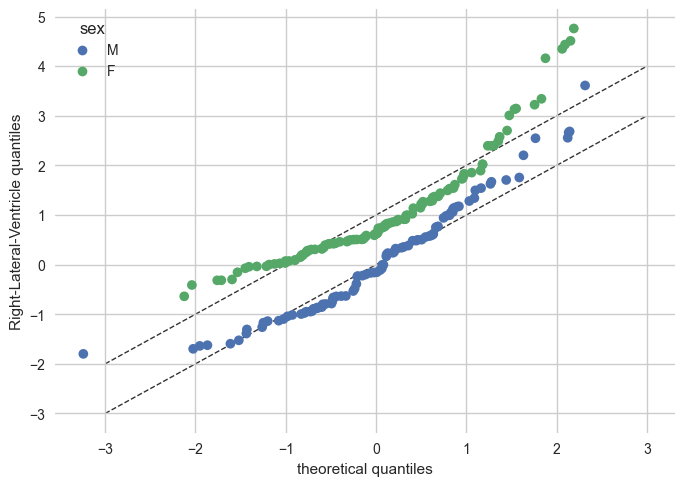 sex
M
F
5
4
3
2
1
0
−1
−2
−3
Right-Lateral-Ventricle quantiles
−3 −2 −1 0 1 2 3
theoretical quantiles